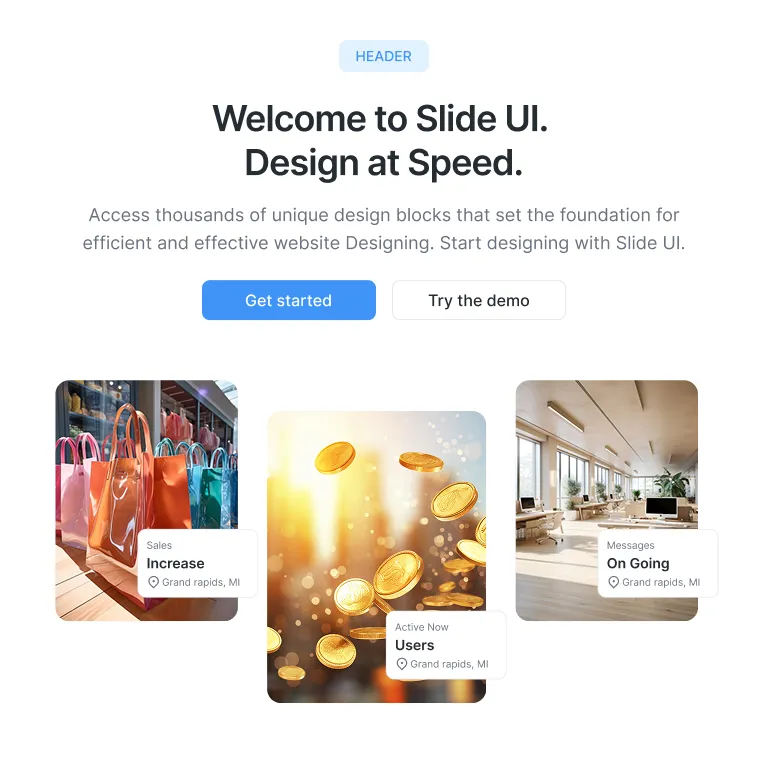 HEADER
Welcome to Slide UI.
Design at Speed.
Access thousands of unique design blocks that set the foundation for
efficient and effective website Designing. Start designing with Slide UI.
Get started
Try the demo
Sales
Increase
Grand rapids, MI
Active Now
Users
Grand rapids, MI
Messages
On Going
Grand rapids, MI